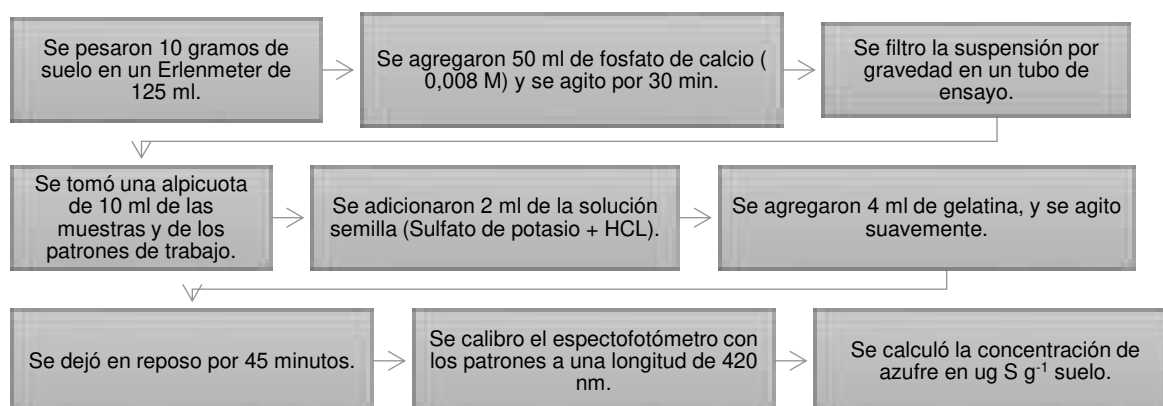 Se pesaron 10 gramos de
suelo en un Erlenmeter de
125 ml.
Se agregaron 50 ml de fosfato de calcio (
0,008 M) y se agito por 30 min.
Se filtro la suspensión por
gravedad en un tubo de
ensayo.
Se tomó una alpicuota
de 10 ml de las
muestras y de los
patrones de trabajo.
Se adicionaron 2 ml de la solución
semilla (Sulfato de potasio + HCL).
Se agregaron 4 ml de gelatina, y se agito
suavemente.
Se dejó en reposo por 45 minutos.
Se calibro el espectofotómetro con
los patrones a una longitud de 420
nm.
Se calculó la concentración de
azufre en ug S g⁻¹ suelo.